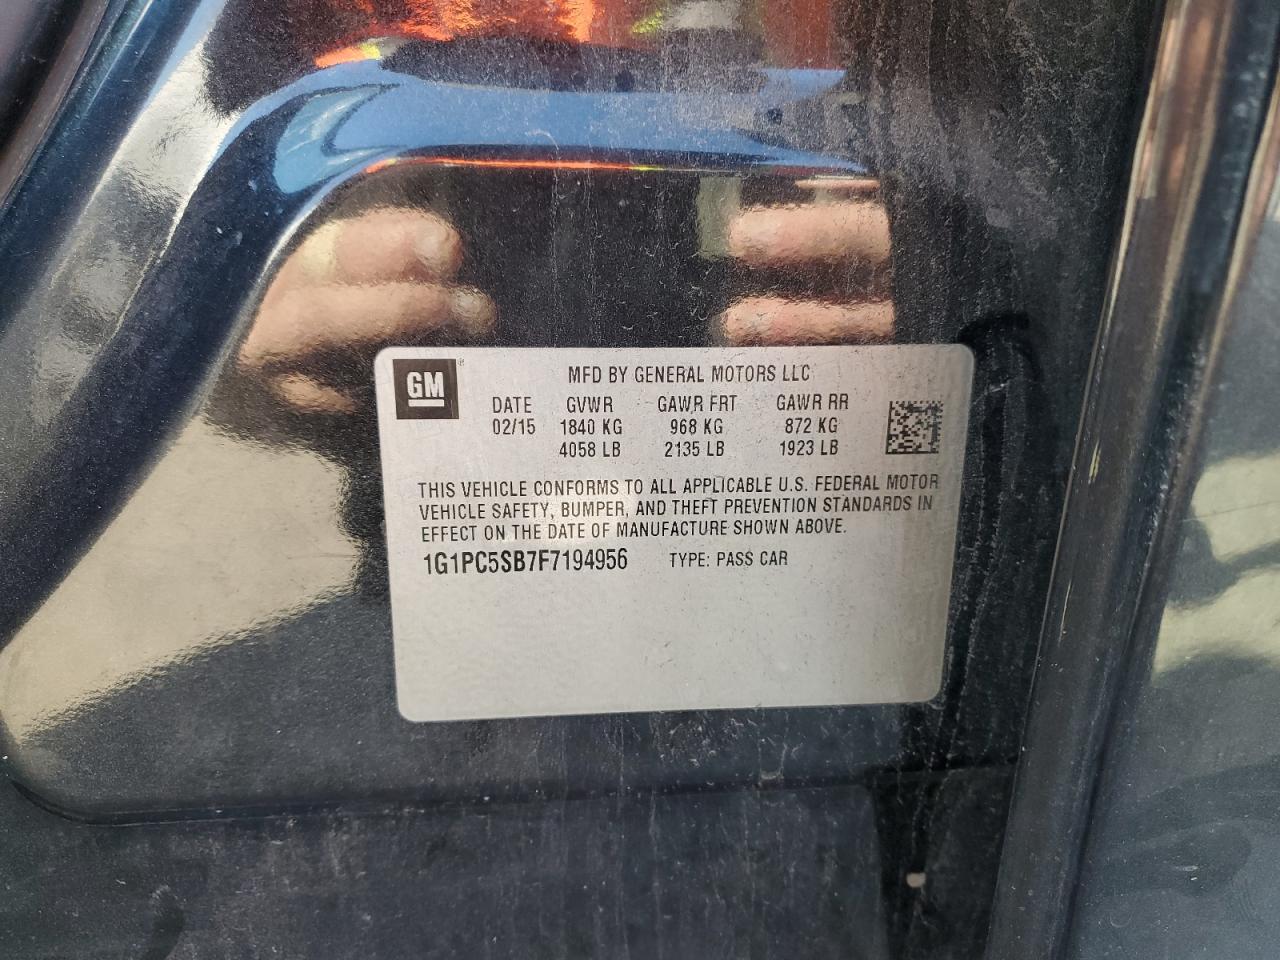 GM®
MFD BY GENERAL MOTORS LLC
DATE GVWR GAWR FRT GAWR RR
02/15 1840 KG 968 KG 872 KG
4058 LB 2135 LB 1923 LB
THIS VEHICLE CONFORMS TO ALL APPLICABLE U.S. FEDERAL MOTOR
VEHICLE SAFETY, BUMPER, AND THEFT PREVENTION STANDARDS IN
EFFECT ON THE DATE OF MANUFACTURE SHOWN ABOVE.
1G1PC5SB7F7194956 TYPE: PASS CAR